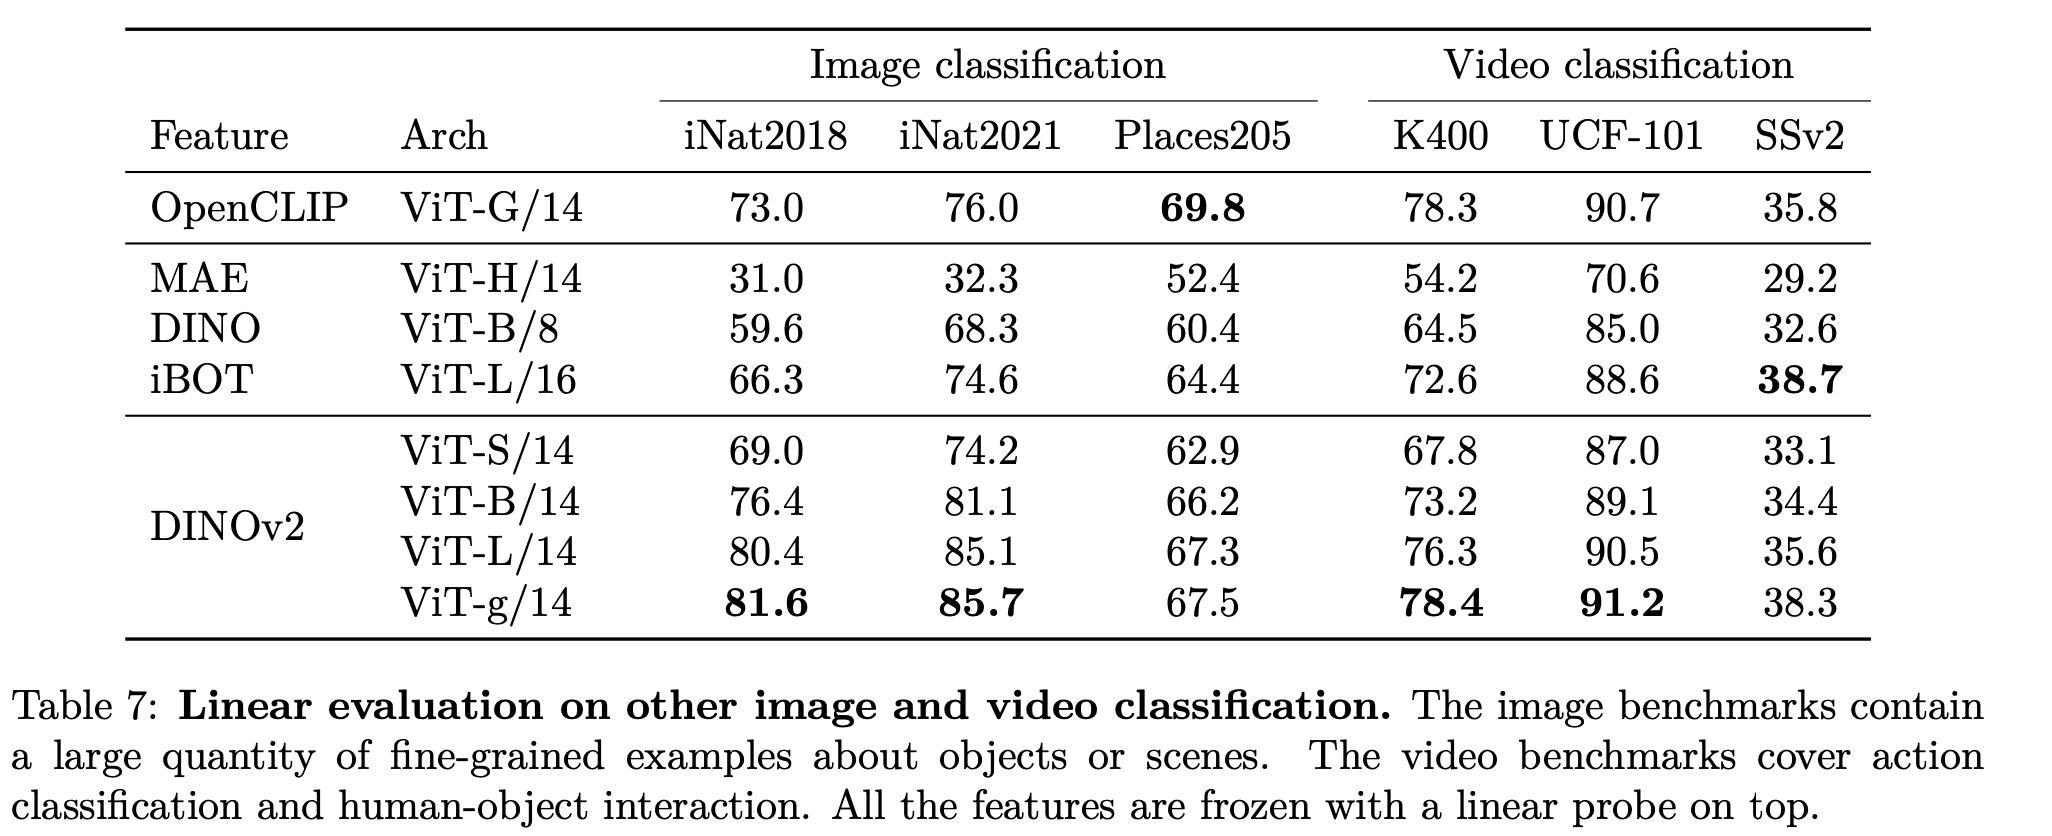 Image classification Video classification
Feature Arch iNat2018 iNat2021 Places205 K400 UCF-101 SSv2
OpenCLIP ViT-G/14 73.0 76.0 69.8 78.3 90.7 35.8
MAE ViT-H/14 31.0 32.3 52.4 54.2 70.6 29.2
DINO ViT-B/8 59.6 68.3 60.4 64.5 85.0 32.6
iBOT ViT-L/16 66.3 74.6 64.4 72.6 88.6 38.7
DINOv2
ViT-S/14 69.0 74.2 62.9 67.8 87.0 33.1
ViT-B/14 76.4 81.1 66.2 73.2 89.1 34.4
ViT-L/14 80.4 85.1 67.3 76.3 90.5 35.6
ViT-g/14 81.6 85.7 67.5 78.4 91.2 38.3
Table 7: Linear evaluation on other image and video classification. The image benchmarks contain
a large quantity of fine-grained examples about objects or scenes. The video benchmarks cover action
classification and human-object interaction. All the features are frozen with a linear probe on top.